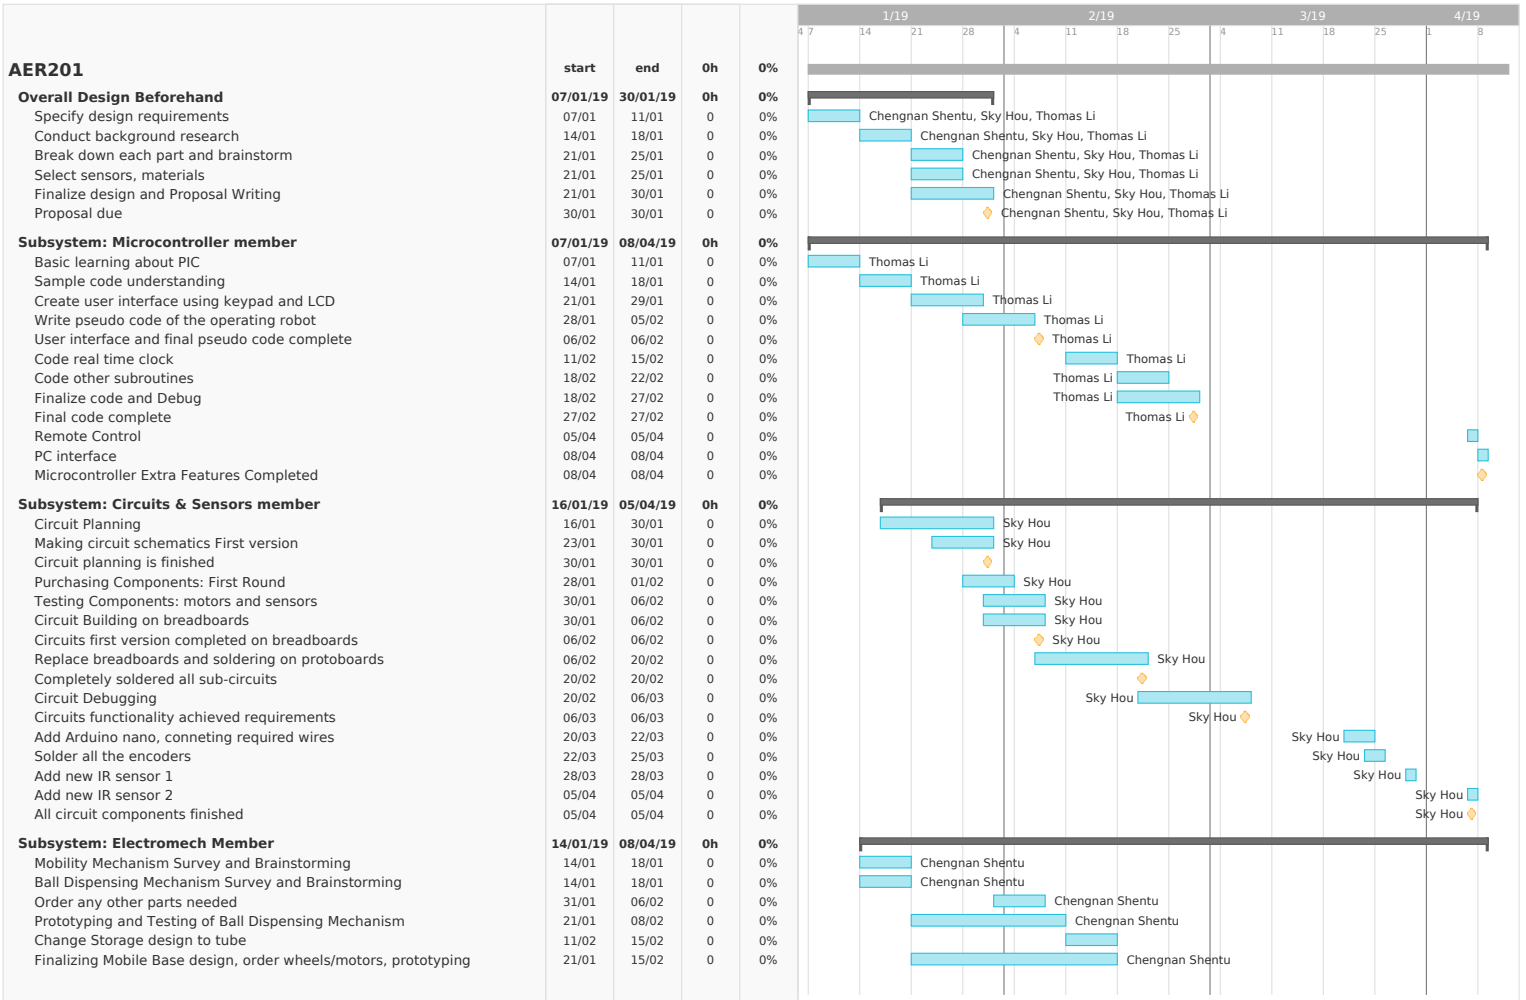 1/19 2/19 3/19 4/19
4 7 14 21 28 4 11 18 25 4 11 18 25 1 8
AER201 start end 0h 0%
Overall Design Beforehand 07/01/19 30/01/19 0h 0%
Specify design requirements 07/01 11/01 0 0% Chengnan Shentu, Sky Hou, Thomas Li
Conduct background research 14/01 18/01 0 0% Chengnan Shentu, Sky Hou, Thomas Li
Break down each part and brainstorm 21/01 25/01 0 0% Chengnan Shentu, Sky Hou, Thomas Li
Select sensors, materials 21/01 25/01 0 0% Chengnan Shentu, Sky Hou, Thomas Li
Finalize design and Proposal Writing 21/01 30/01 0 0% Chengnan Shentu, Sky Hou, Thomas Li
Proposal due 30/01 30/01 0 0% Chengnan Shentu, Sky Hou, Thomas Li
Subsystem: Microcontroller member 07/01/19 08/04/19 0h 0%
Basic learning about PIC 07/01 11/01 0 0% Thomas Li
Sample code understanding 14/01 18/01 0 0% Thomas Li
Create user interface using keypad and LCD 21/01 29/01 0 0% Thomas Li
Write pseudo code of the operating robot 28/01 05/02 0 0% Thomas Li
User interface and final pseudo code complete 06/02 06/02 0 0% Thomas Li
Code real time clock 11/02 15/02 0 0% Thomas Li
Code other subroutines 18/02 22/02 0 0% Thomas Li
Finalize code and Debug 18/02 27/02 0 0% Thomas Li
Final code complete 27/02 27/02 0 0% Thomas Li
Remote Control 05/04 05/04 0 0%
PC interface 08/04 08/04 0 0%
Microcontroller Extra Features Completed 08/04 08/04 0 0%
Subsystem: Circuits & Sensors member 16/01/19 05/04/19 0h 0%
Circuit Planning 16/01 30/01 0 0% Sky Hou
Making circuit schematics First version 23/01 30/01 0 0% Sky Hou
Circuit planning is finished 30/01 30/01 0 0%
Purchasing Components: First Round 28/01 01/02 0 0% Sky Hou
Testing Components: motors and sensors 30/01 06/02 0 0% Sky Hou
Circuit Building on breadboards 30/01 06/02 0 0% Sky Hou
Circuits first version completed on breadboards 06/02 06/02 0 0% Sky Hou
Replace breadboards and soldering on protoboards 06/02 20/02 0 0% Sky Hou
Completely soldered all sub-circuits 20/02 20/02 0 0%
Circuit Debugging 20/02 06/03 0 0% Sky Hou
Circuits functionality achieved requirements 06/03 06/03 0 0% Sky Hou
Add Arduino nano, conneting required wires 20/03 22/03 0 0% Sky Hou
Solder all the encoders 22/03 25/03 0 0% Sky Hou
Add new IR sensor 1 28/03 28/03 0 0% Sky Hou
Add new IR sensor 2 05/04 05/04 0 0% Sky Hou
All circuit components finished 05/04 05/04 0 0% Sky Hou
Subsystem: Electromech Member 14/01/19 08/04/19 0h 0%
Mobility Mechanism Survey and Brainstorming 14/01 18/01 0 0% Chengnan Shentu
Ball Dispensing Mechanism Survey and Brainstorming 14/01 18/01 0 0% Chengnan Shentu
Order any other parts needed 31/01 06/02 0 0% Chengnan Shentu
Prototyping and Testing of Ball Dispensing Mechanism 21/01 08/02 0 0% Chengnan Shentu
Change Storage design to tube 11/02 15/02 0 0%
Finalizing Mobile Base design, order wheels/motors, prototyping 21/01 15/02 0 0% Chengnan Shentu